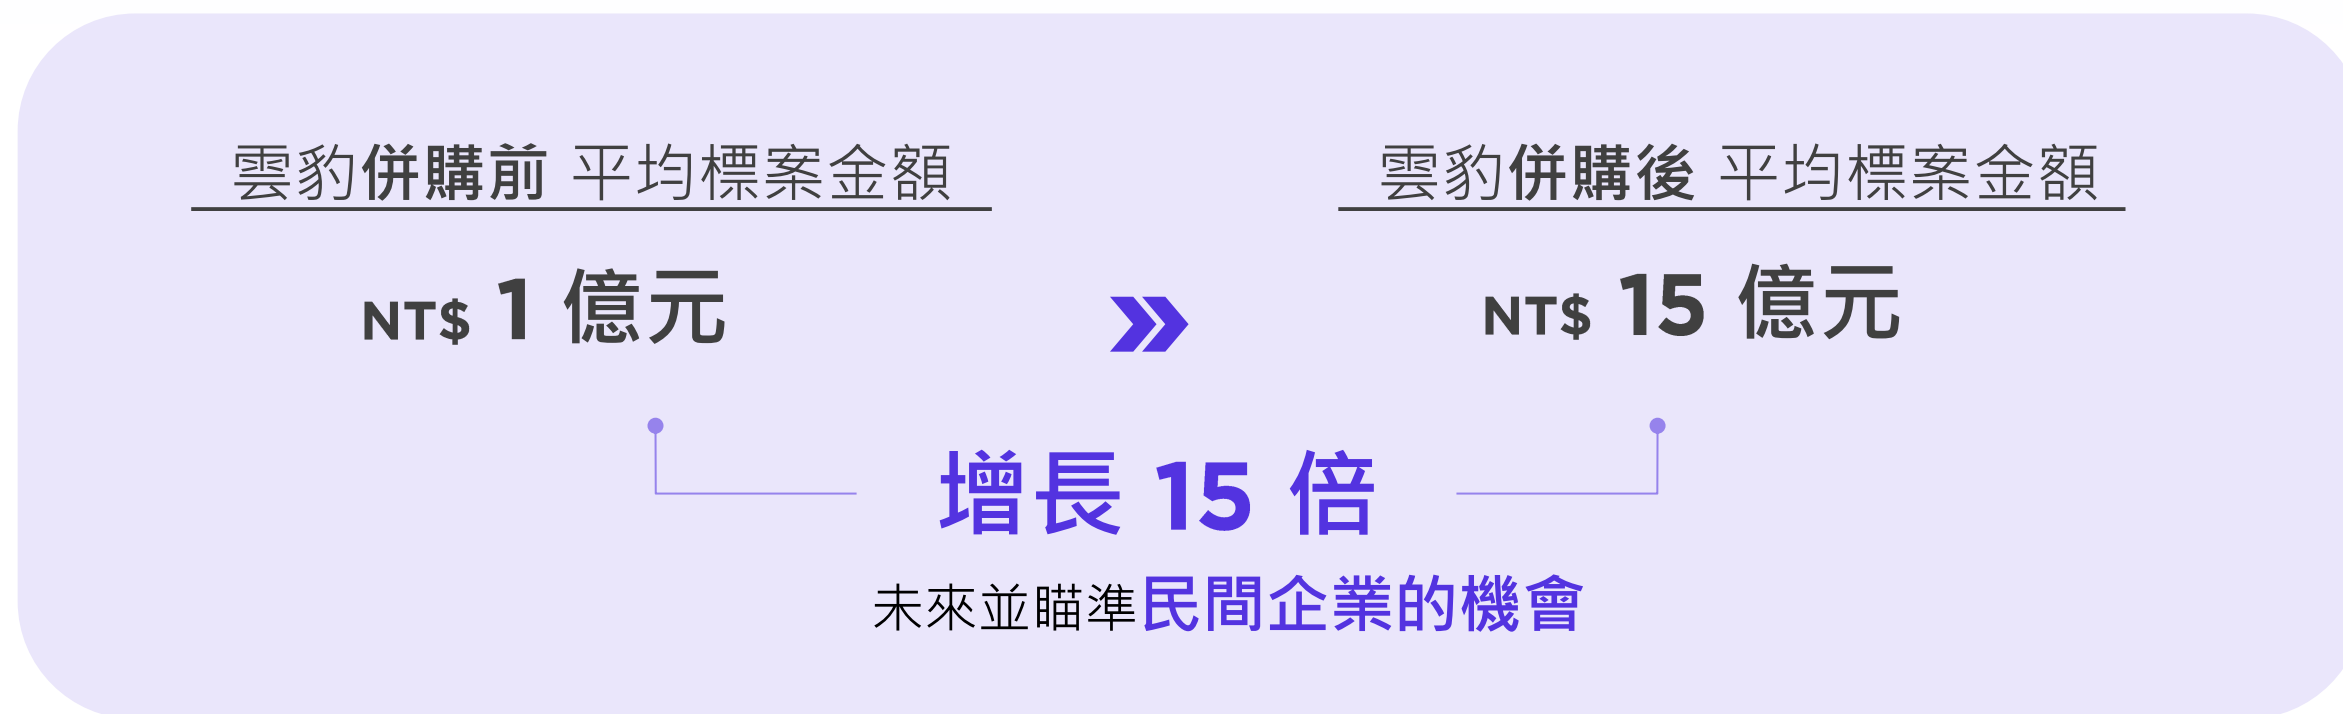 雲豹併購前 平均標案金額
NT$ 1 億元
雲豹併購後 平均標案金額
NT$ 15 億元
增長 15 倍
未來並瞄準民間企業的機會